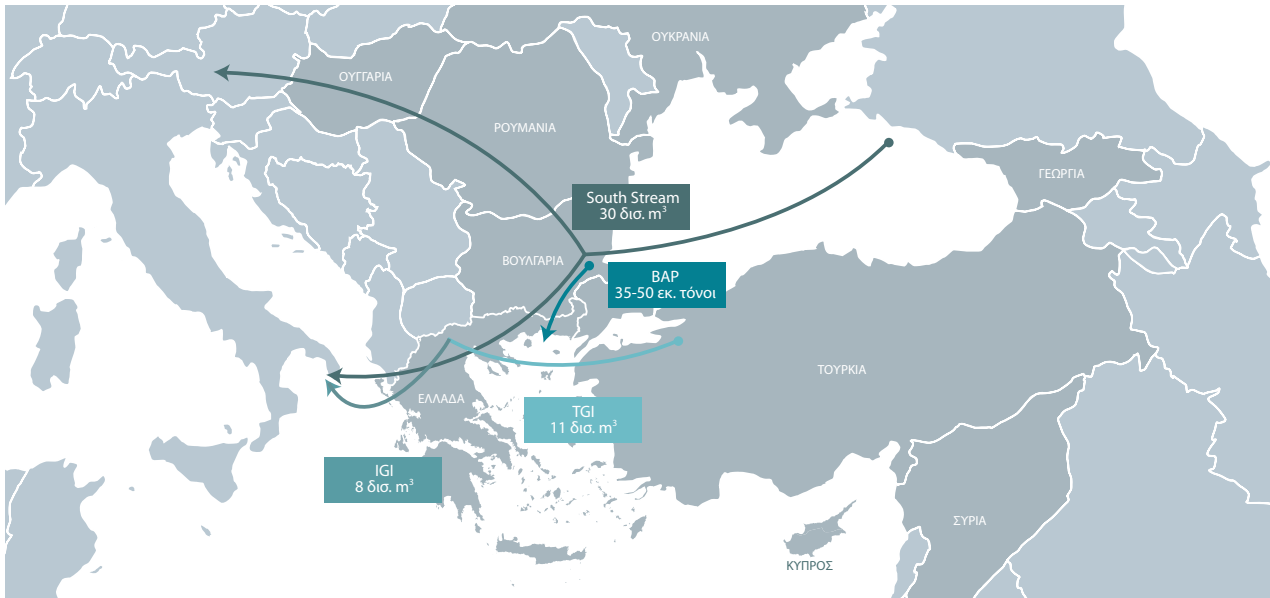 ΟΥΚΡΑΝΙΑ
ΟΥΓΓΑΡΙΑ
ΡΟΥΜΑΝΙΑ
ΓΕΩΡΓΙΑ
South Stream
30 δισ. m³
ΒΟΥΛΓΑΡΙΑ
BAP
35-50 εκ. τόνοι
ΤΟΥΡΚΙΑ
ΕΛΛΑΔΑ
TGI
11 δισ. m³
IGI
8 δισ. m³
ΣΥΡΙΑ
ΚΥΠΡΟΣ